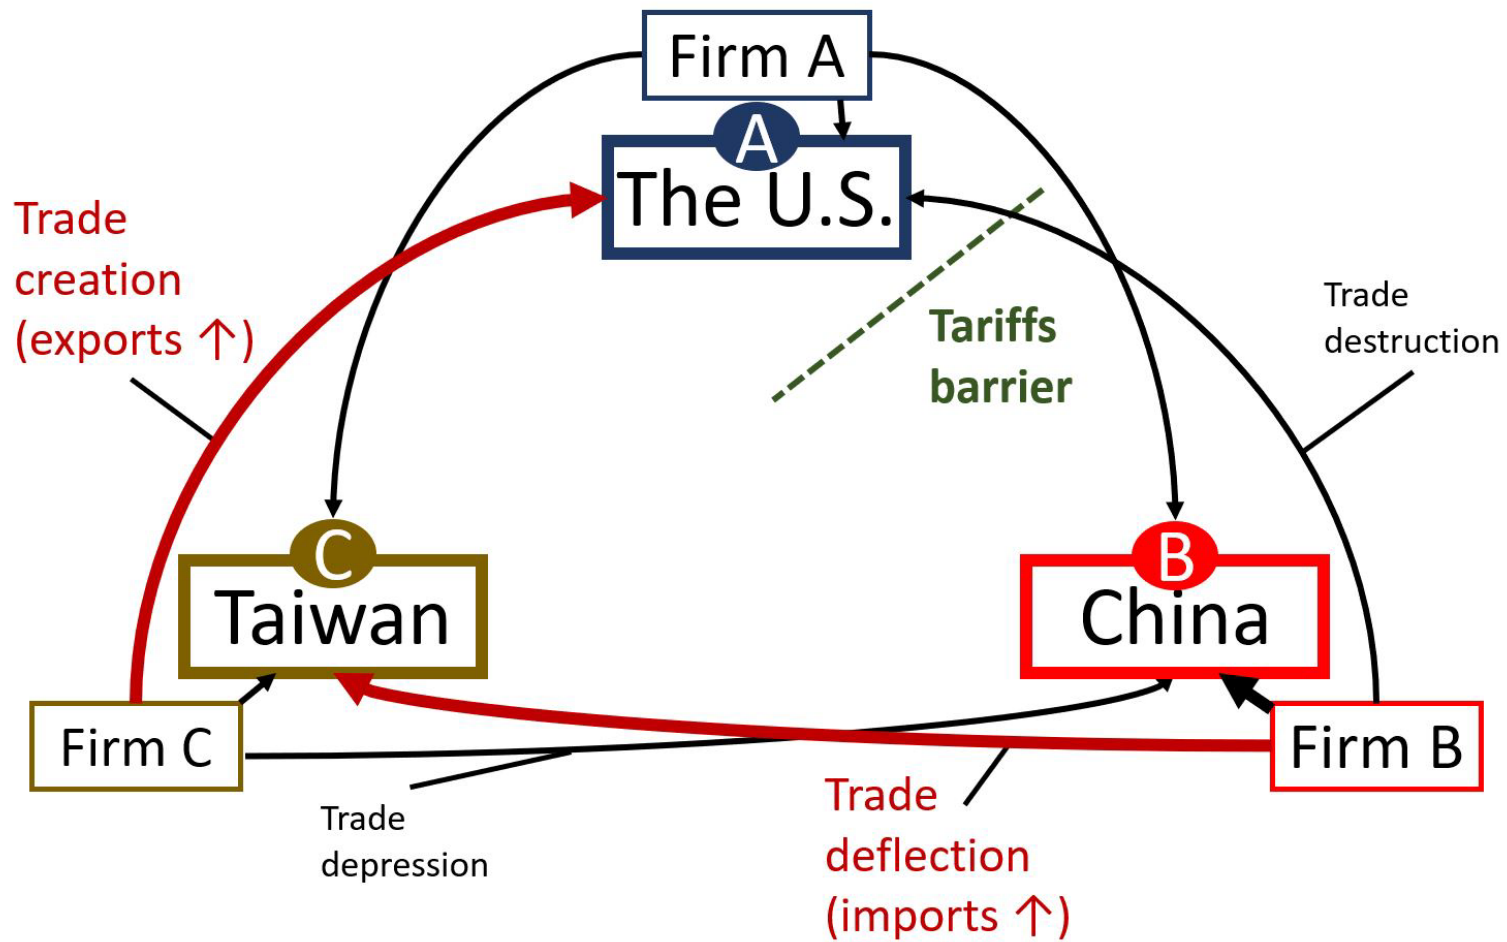 Firm A
A
The U.S.
Trade
creation
(exports ↑)
Tariffs
barrier
Trade
destruction
C
Taiwan
B
China
Firm C
Firm B
Trade
depression
Trade
deflection
(imports ↑)